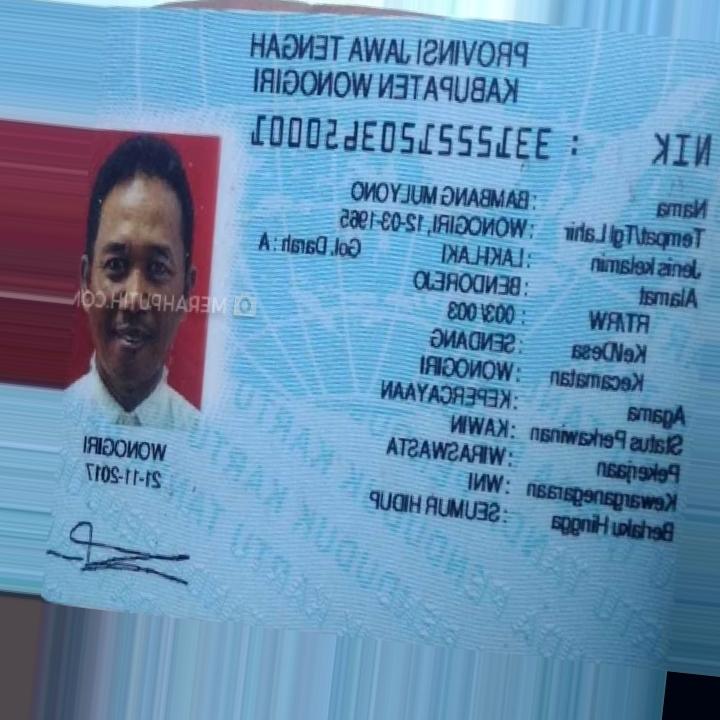 PROVINSI JAWA TENGAH
KABUPATEN WONOGIRI
NIK : 3312221203650001
Nama : BAMBANG MULYONO
Tempat/Tgl Lahir : WONOGIRI, 12-03-1965
Jenis kelamin : LAKI-LAKI Gol. Darah : A
Alamat : BENDOREJO
RT/RW : 003/ 003
Kel/Desa : SENDANG
Kecamatan : WONOGIRI
Agama : KEPERCAYAAN
Status Perkawinan : KAWIN
Pekerjaan : WIRASWASTA
Kewarganegaraan : WNI
Berlaku Hingga : SEUMUR HIDUP
WONOGIRI
21-11-2017
MERAHPUTIH.COM